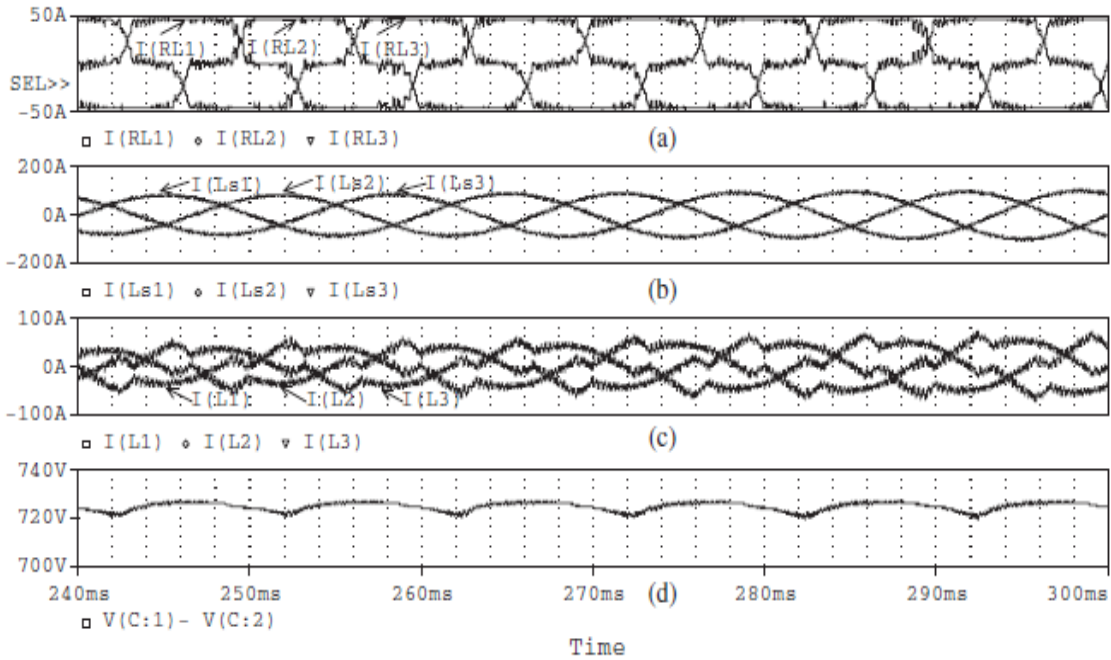 50A
I(RL1) I(RL2) I(RL3)
SEL>>
-50A
I(RL1) I(RL2) I(RL3) (a)
200A
I(Ls1) I(Ls2) I(Ls3)
0A
-200A
I(Ls1) I(Ls2) I(Ls3) (b)
100A
0A
I(L1) I(L2) I(L3)
-100A
I(L1) I(L2) I(L3) (c)
740V
720V
700V
240ms 250ms 260ms 270ms (d) 280ms 290ms 300ms
V(C:1)- V(C:2)
Time